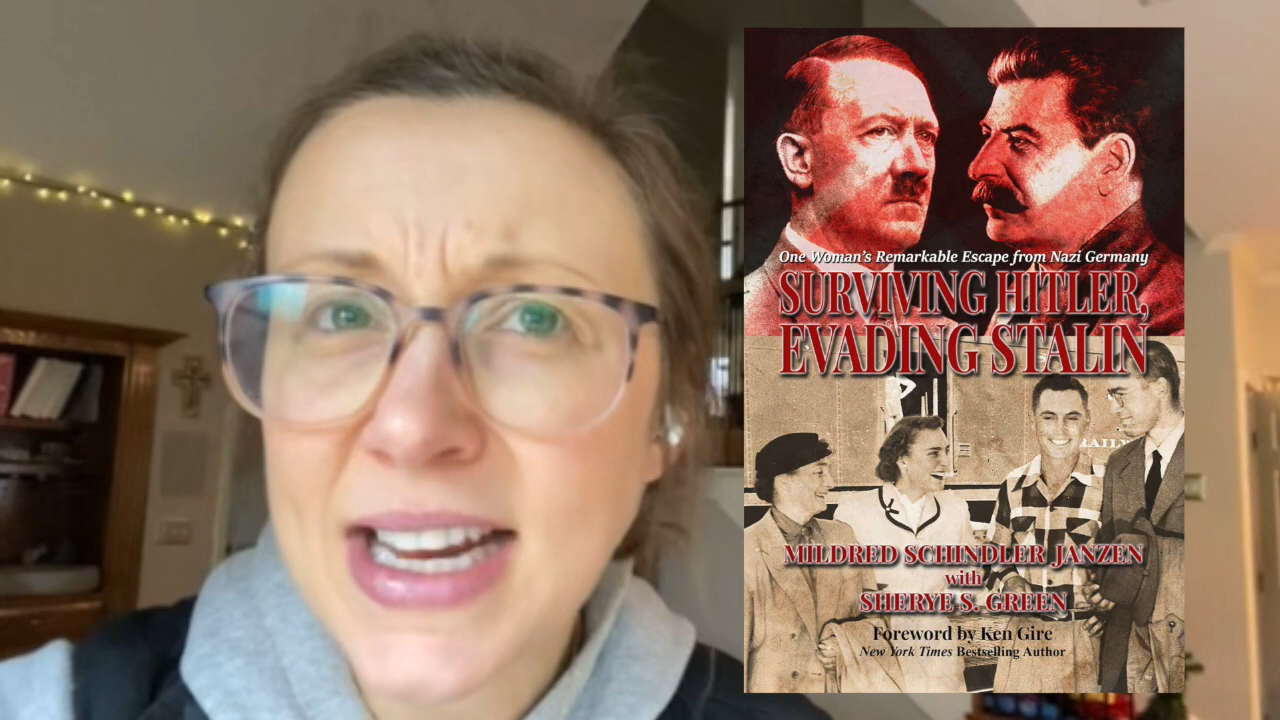 One Woman's Remarkable Escape from Nazi Germany
SURVIVING HITLER,
EVADING STALIN
RAILW
MILDRED SCHINDLER JANZEN
with
SHERYE S. GREEN
Foreword by Ken Gire
New York Times Bestselling Author